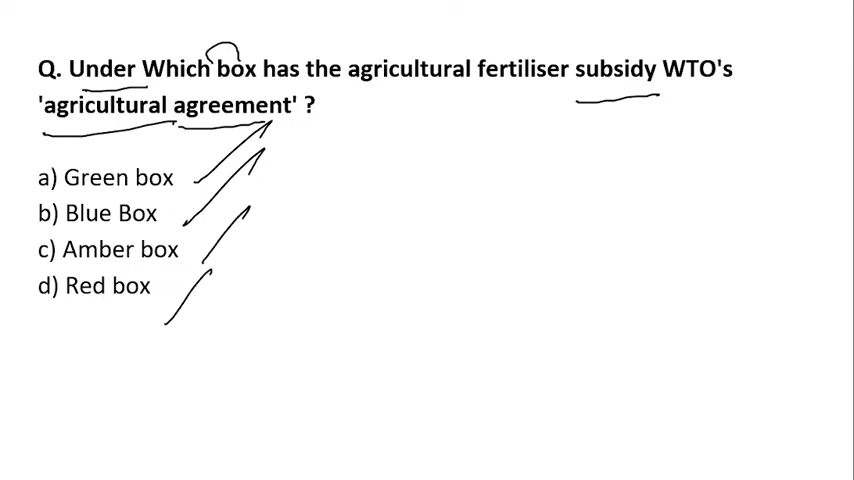 Q. Under Which box has the agricultural fertiliser subsidy WTO's
'agricultural agreement' ?
a) Green box
b) Blue Box
c) Amber box
d) Red box